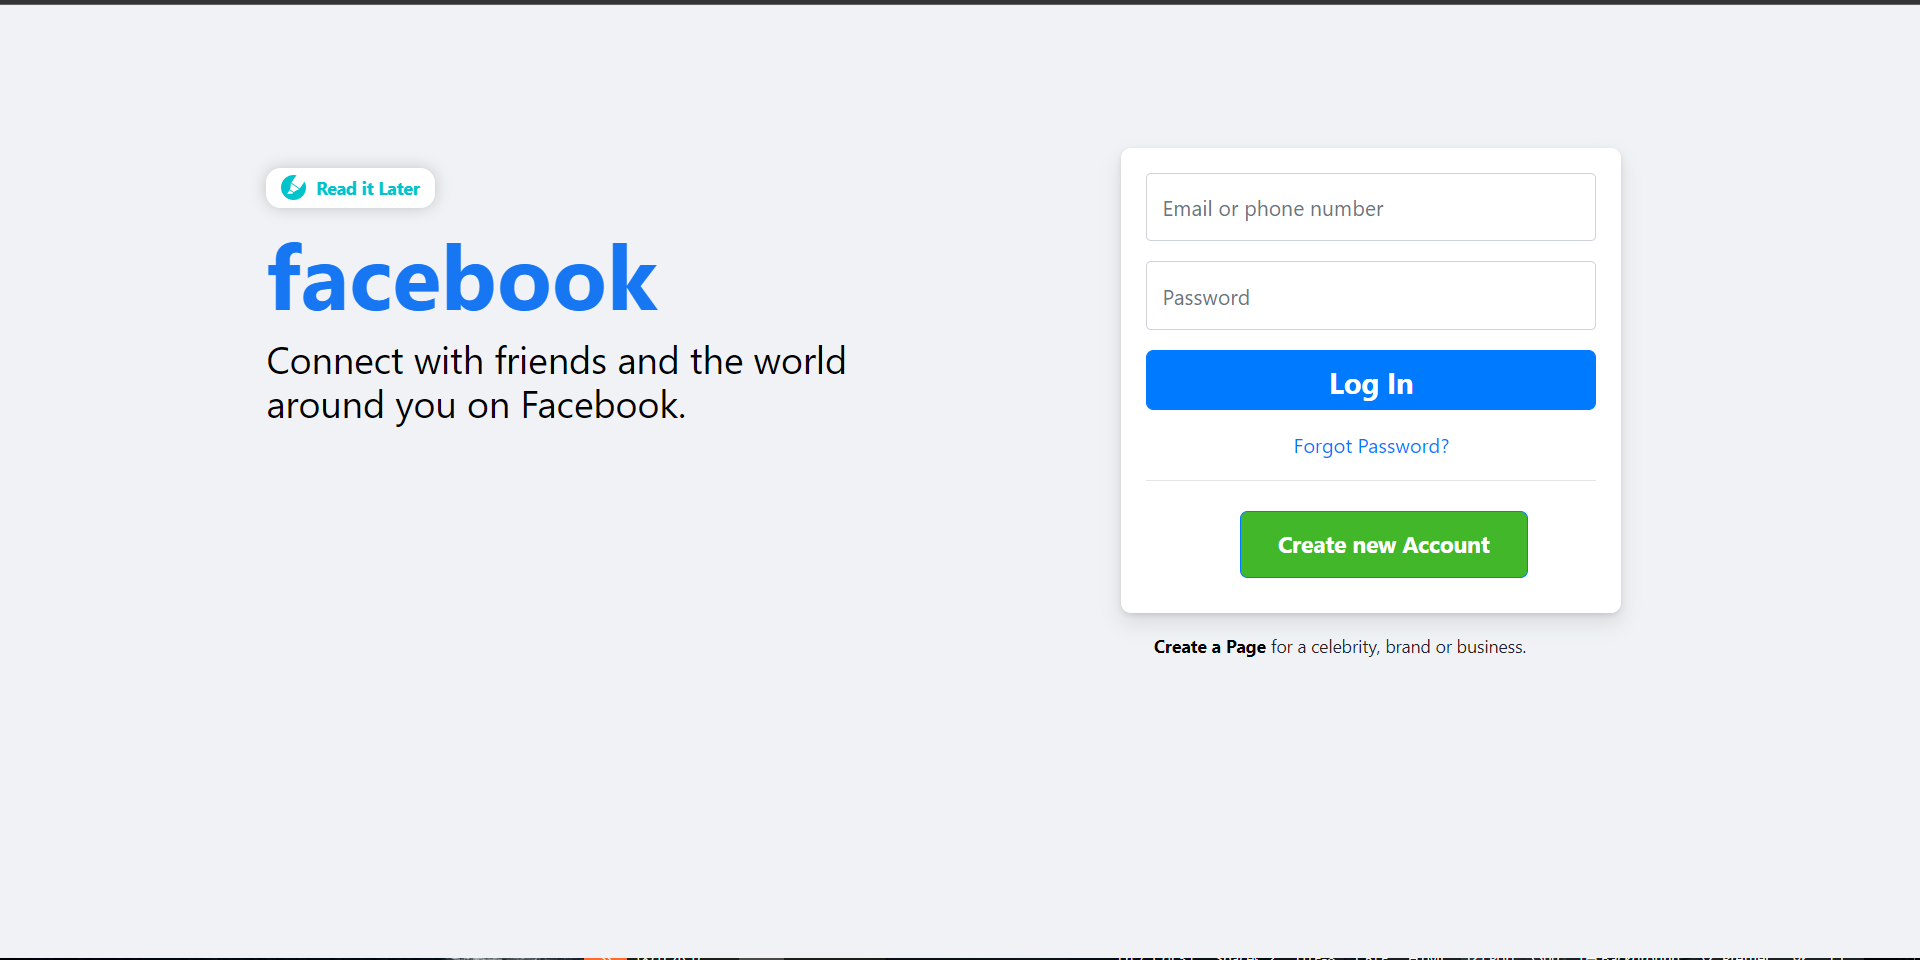 Read it Later
facebook
Connect with friends and the world
around you on Facebook.
Email or phone number
Password
Log In
Forgot Password?
Create new Account
Create a Page for a celebrity, brand or business.